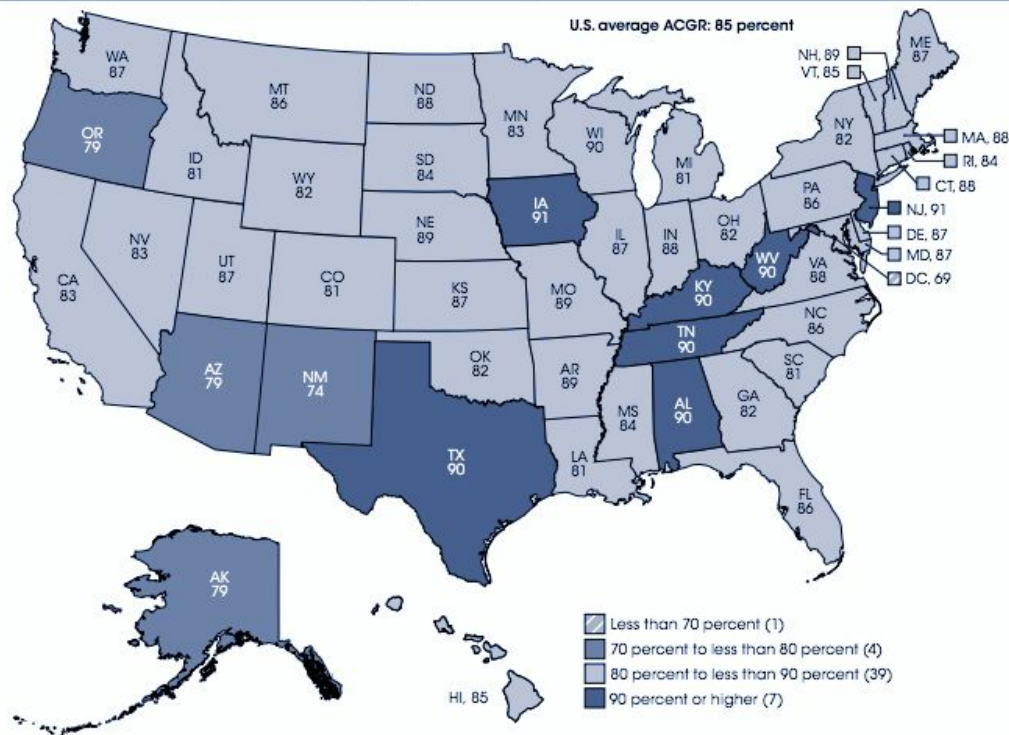 U.S. average ACGR: 85 percent
WA
87
OR
79
CA
83
NV
83
ID
81
MT
86
WY
82
UT
87
CO
81
AZ
79
NM
74
ND
88
SD
84
NE
89
KS
87
OK
82
TX
90
MN
83
IA
91
MO
89
AR
89
LA
81
WI
90
IL
87
MI
81
IN
88
OH
82
KY
90
TN
90
MS
84
AL
90
GA
82
FL
86
SC
81
NC
86
VA
88
WV
90
PA
86
NY
82
ME
87
NH, 89
VT, 85
MA, 88
RI, 84
CT, 88
NJ, 91
DE, 87
MD, 87
DC, 69
AK
79
HI, 85
Less than 70 percent (1)
70 percent to less than 80 percent (4)
80 percent to less than 90 percent (39)
90 percent or higher (7)